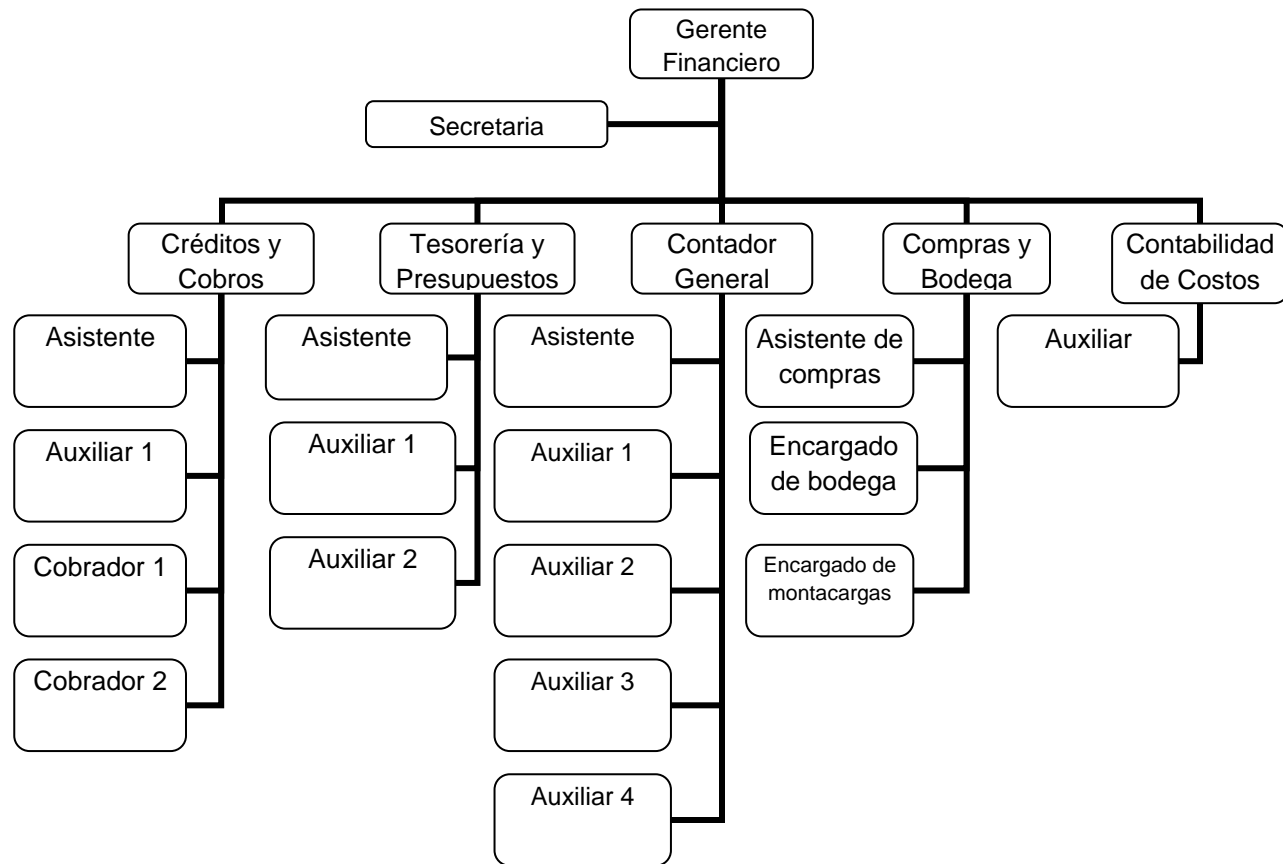 Gerente
Financiero
Secretaria
Créditos y
Cobros
Tesorería y
Presupuestos
Contador
General
Compras y
Bodega
Contabilidad
de Costos
Asistente
Auxiliar 1
Cobrador 1
Cobrador 2
Asistente
Auxiliar 1
Auxiliar 2
Asistente
Auxiliar 1
Auxiliar 2
Auxiliar 3
Auxiliar 4
Asistente de
compras
Encargado
de bodega
Encargado de
montacargas
Auxiliar